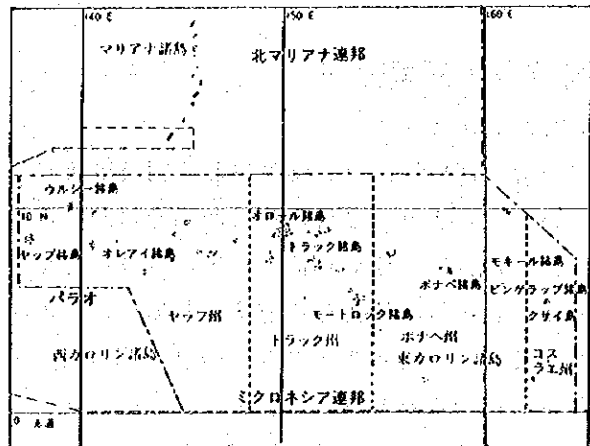 140 E
150 E
160 E
マリアナ諸島
北マリアナ連邦
ウルシー諸島
10 N
オロール諸島
ヤップ諸島
オレアイ諸島
トラック諸島
モキール諸島
パラオ
ポナペ諸島
ピンゲラップ諸島
ヤップ州
モートロック諸島
クサイ島
トラック州
ポナペ州
西カロリン諸島
東カロリン諸島
コスラエ州
ミクロネシア連邦
0 赤道